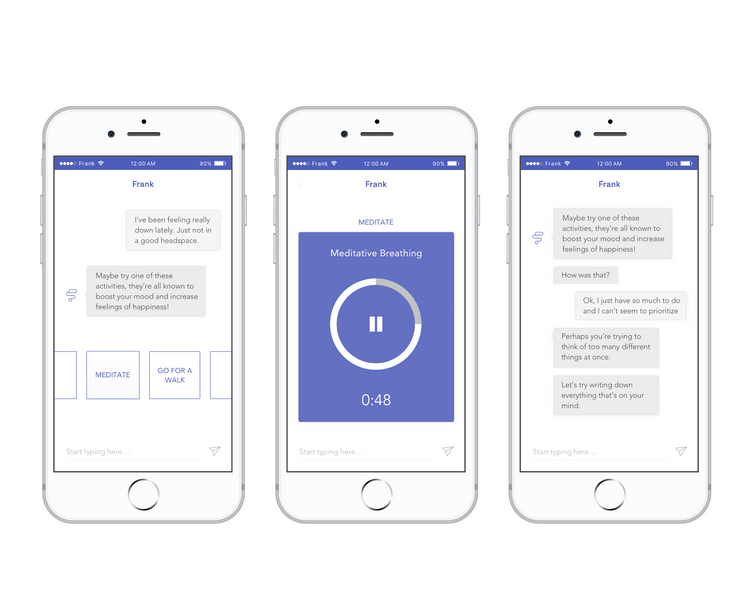 Frank
12:00 AM
90%
Frank
I've been feeling really
down lately. Just not in
a good headspace.
Maybe try one of these
activities, they're all known to
boost your mood and increase
feelings of happiness!
MEDITATE
GO FOR A
WALK
Start typing here...
Frank
12:00 AM
90%
Frank
MEDITATE
Meditative Breathing
0:48
Start typing here...
Frank
12:00 AM
90%
Frank
Maybe try one of these
activities, they're all known to
boost your mood and increase
feelings of happiness!
How was that?
Ok, I just have so much to do
and I can't seem to prioritize
Perhaps you're trying to
think of too many different
things at once.
Let's try writing down
everything that's on your
mind.
Start typing here...